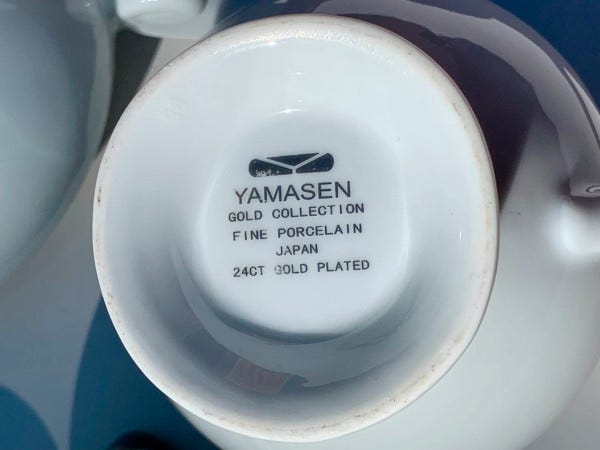 YAMASEN
GOLD COLLECTION
FINE PORCELAIN
JAPAN
24CT GOLD PLATED